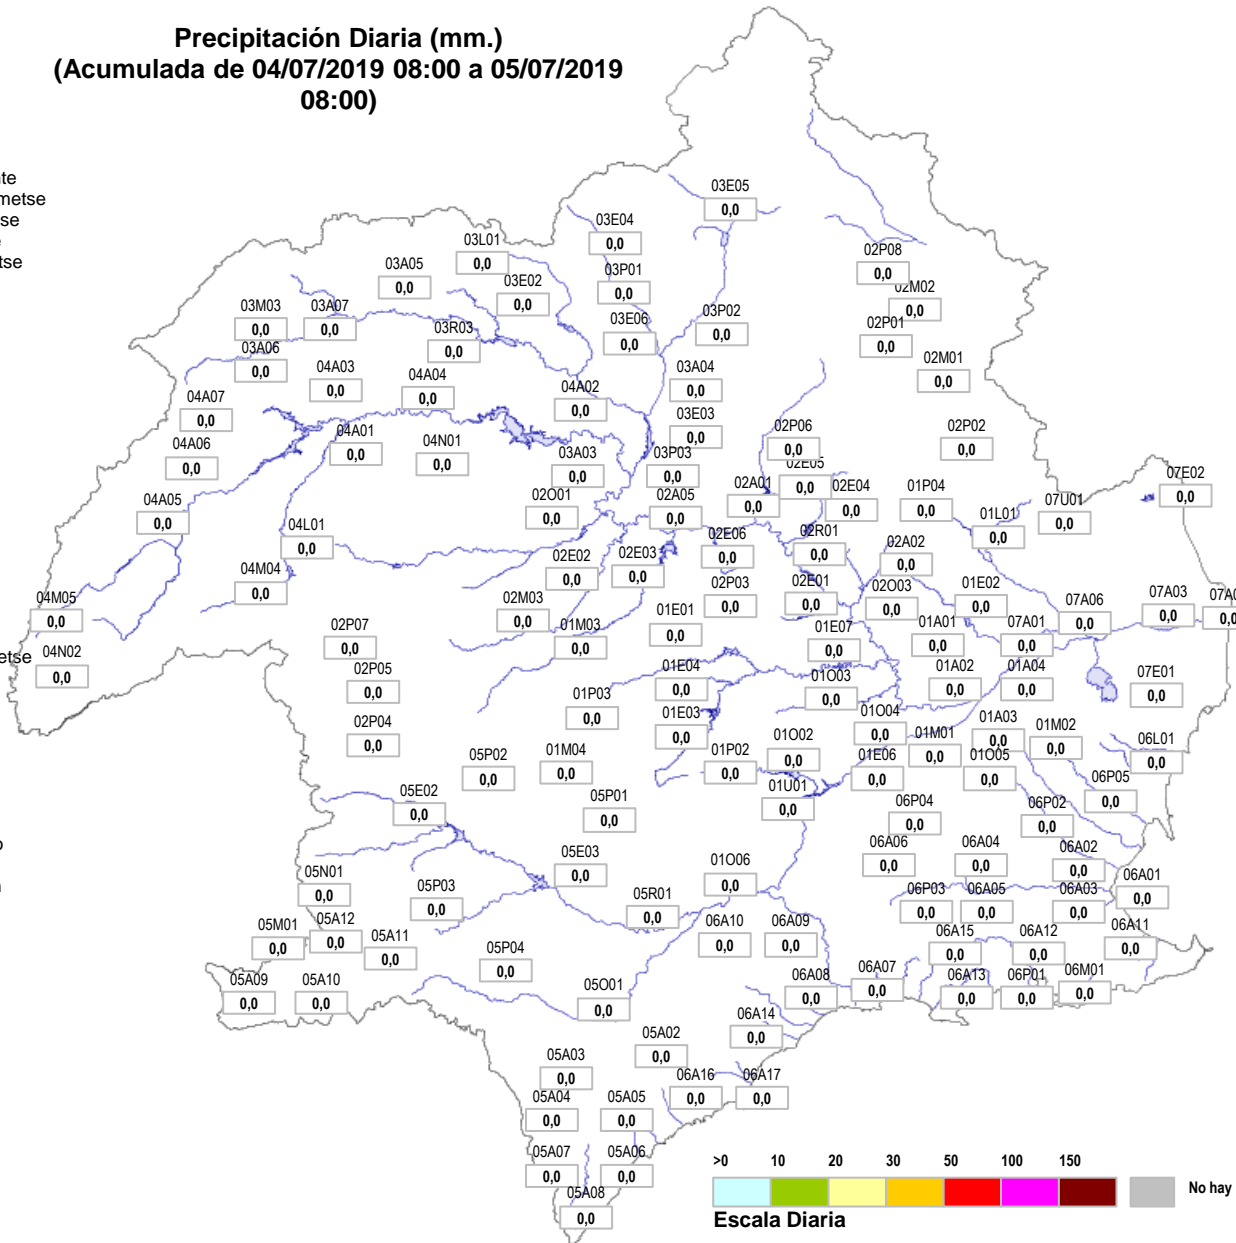 Precipitación Diaria (mm.)
(Acumulada de 04/07/2019 08:00 a 05/07/2019
08:00)
nte
metse
se
e
tse
03E05
0,0
03E04
0,0
03L01
0,0
02P08
0,0
03A05
0,0
03P01
0,0
03E02
0,0
02M02
0,0
03M03
0,0
03A07
0,0
03R03
0,0
03E06
0,0
03P02
0,0
02P01
0,0
03A06
0,0
04A03
0,0
04A04
0,0
03A04
0,0
02M01
0,0
04A07
0,0
04A02
0,0
03E03
0,0
04A06
0,0
04A01
0,0
04N01
0,0
02P06
0,0
02P02
0,0
03A03
0,0
03P03
0,0
02E05
0,0
07E02
0,0
04A05
0,0
02O01
0,0
02A05
0,0
02A01
0,0
02E04
0,0
01P04
0,0
07U01
0,0
01L01
0,0
04L01
0,0
02E02
0,0
02E03
0,0
02E06
0,0
02R01
0,0
02A02
0,0
04M04
0,0
02P03
0,0
02E01
0,0
02O03
0,0
01E02
0,0
07A03
0,0
07A0
0,0
04M05
0,0
02M03
0,0
01E01
0,0
07A06
0,0
02P07
0,0
01M03
0,0
01E07
0,0
01A01
0,0
07A01
0,0
etse
04N02
0,0
02P05
0,0
01E04
0,0
01O03
0,0
01A02
0,0
01A04
0,0
07E01
0,0
01P03
0,0
02P04
0,0
01E03
0,0
01O04
0,0
01A03
0,0
01M02
0,0
05P02
0,0
01M04
0,0
01P02
0,0
01O02
0,0
01M01
0,0
01E06
0,0
01O05
0,0
06L01
0,0
05E02
0,0
05P01
0,0
01U01
0,0
06P04
0,0
06P02
0,0
06P05
0,0
o
05E03
0,0
01O06
0,0
06A06
0,0
06A04
0,0
06A02
0,0
n
05N01
0,0
05P03
0,0
05R01
0,0
06P03
0,0
06A05
0,0
06A03
0,0
06A01
0,0
05M01
0,0
05A12
0,0
05A11
0,0
06A10
0,0
06A09
0,0
06A15
0,0
06A12
0,0
06A11
0,0
05P04
0,0
05A09
0,0
05A10
0,0
05O01
0,0
06A08
0,0
06A07
0,0
06A13
0,0
06P01
0,0
06M01
0,0
05A02
0,0
06A14
0,0
05A03
0,0
06A16
0,0
06A17
0,0
05A04
0,0
05A05
0,0
05A07
0,0
05A06
0,0
05A08
0,0
>0 10 20 30 50 100 150
No hay
Escala Diaria